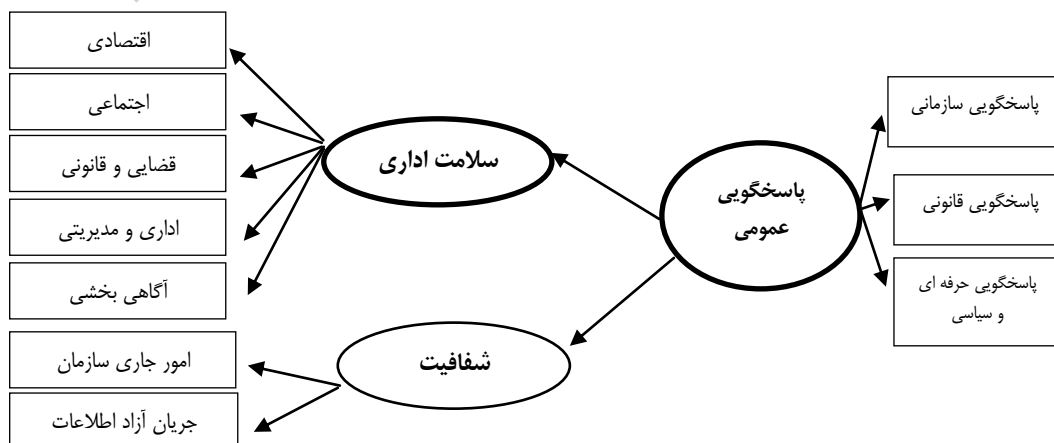 پاسخگویی سازمانی
پاسخگویی قانونی
پاسخگویی حرفه ای
و سیاسی
پاسخگویی
عمومی
سلامت اداری
شفافیت
اقتصادی
اجتماعی
قضایی و قانونی
اداری و مدیریتی
آگاهی بخشی
امور جاری سازمان
جریان آزاد اطلاعات